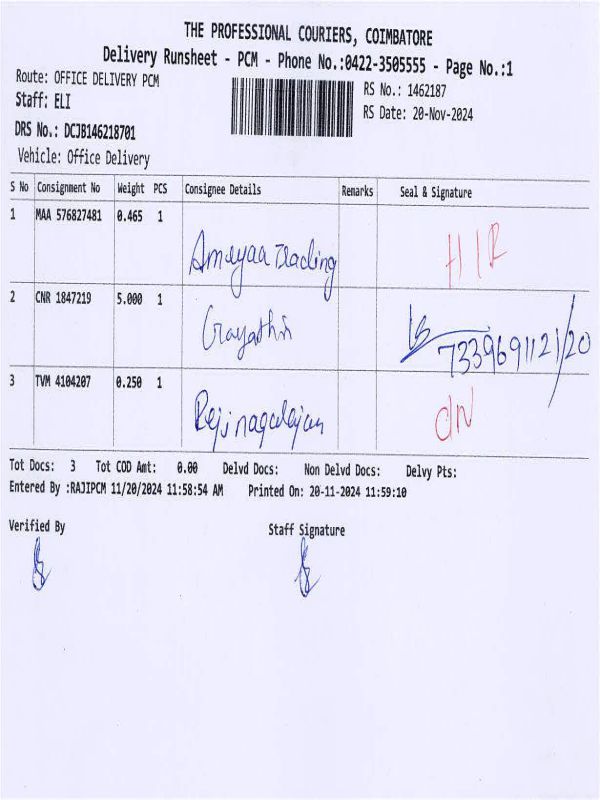 THE PROFESSIONAL COURIERS, COIMBATORE
Delivery Runsheet - PCM - Phone No.:0422-3505555 - Page No.:1
Route: OFFICE DELIVERY PCM
RS No.: 1462187
Staff: ELI
RS Date: 20-Nov-2024
DRS No.: DCJB146218701
Vehicle: Office Delivery
S No Consignment No Weight PCS Consignee Details Remarks Seal & Signature
1 MAA 576827481 0.465 1
Ameyaa Trading
2 CNR 1847219 5.000 1
Gayathri
7339691121/20
3 TVM 4104207 0.250 1
Rejinagalajan
Tot Docs: 3 Tot COD Amt: 0.00 Delvd Docs: Non Delvd Docs: Delvy Pts:
Entered By :RAJIPCM 11/20/2024 11:58:54 AM Printed On: 20-11-2024 11:59:10
Verified By Staff Signature